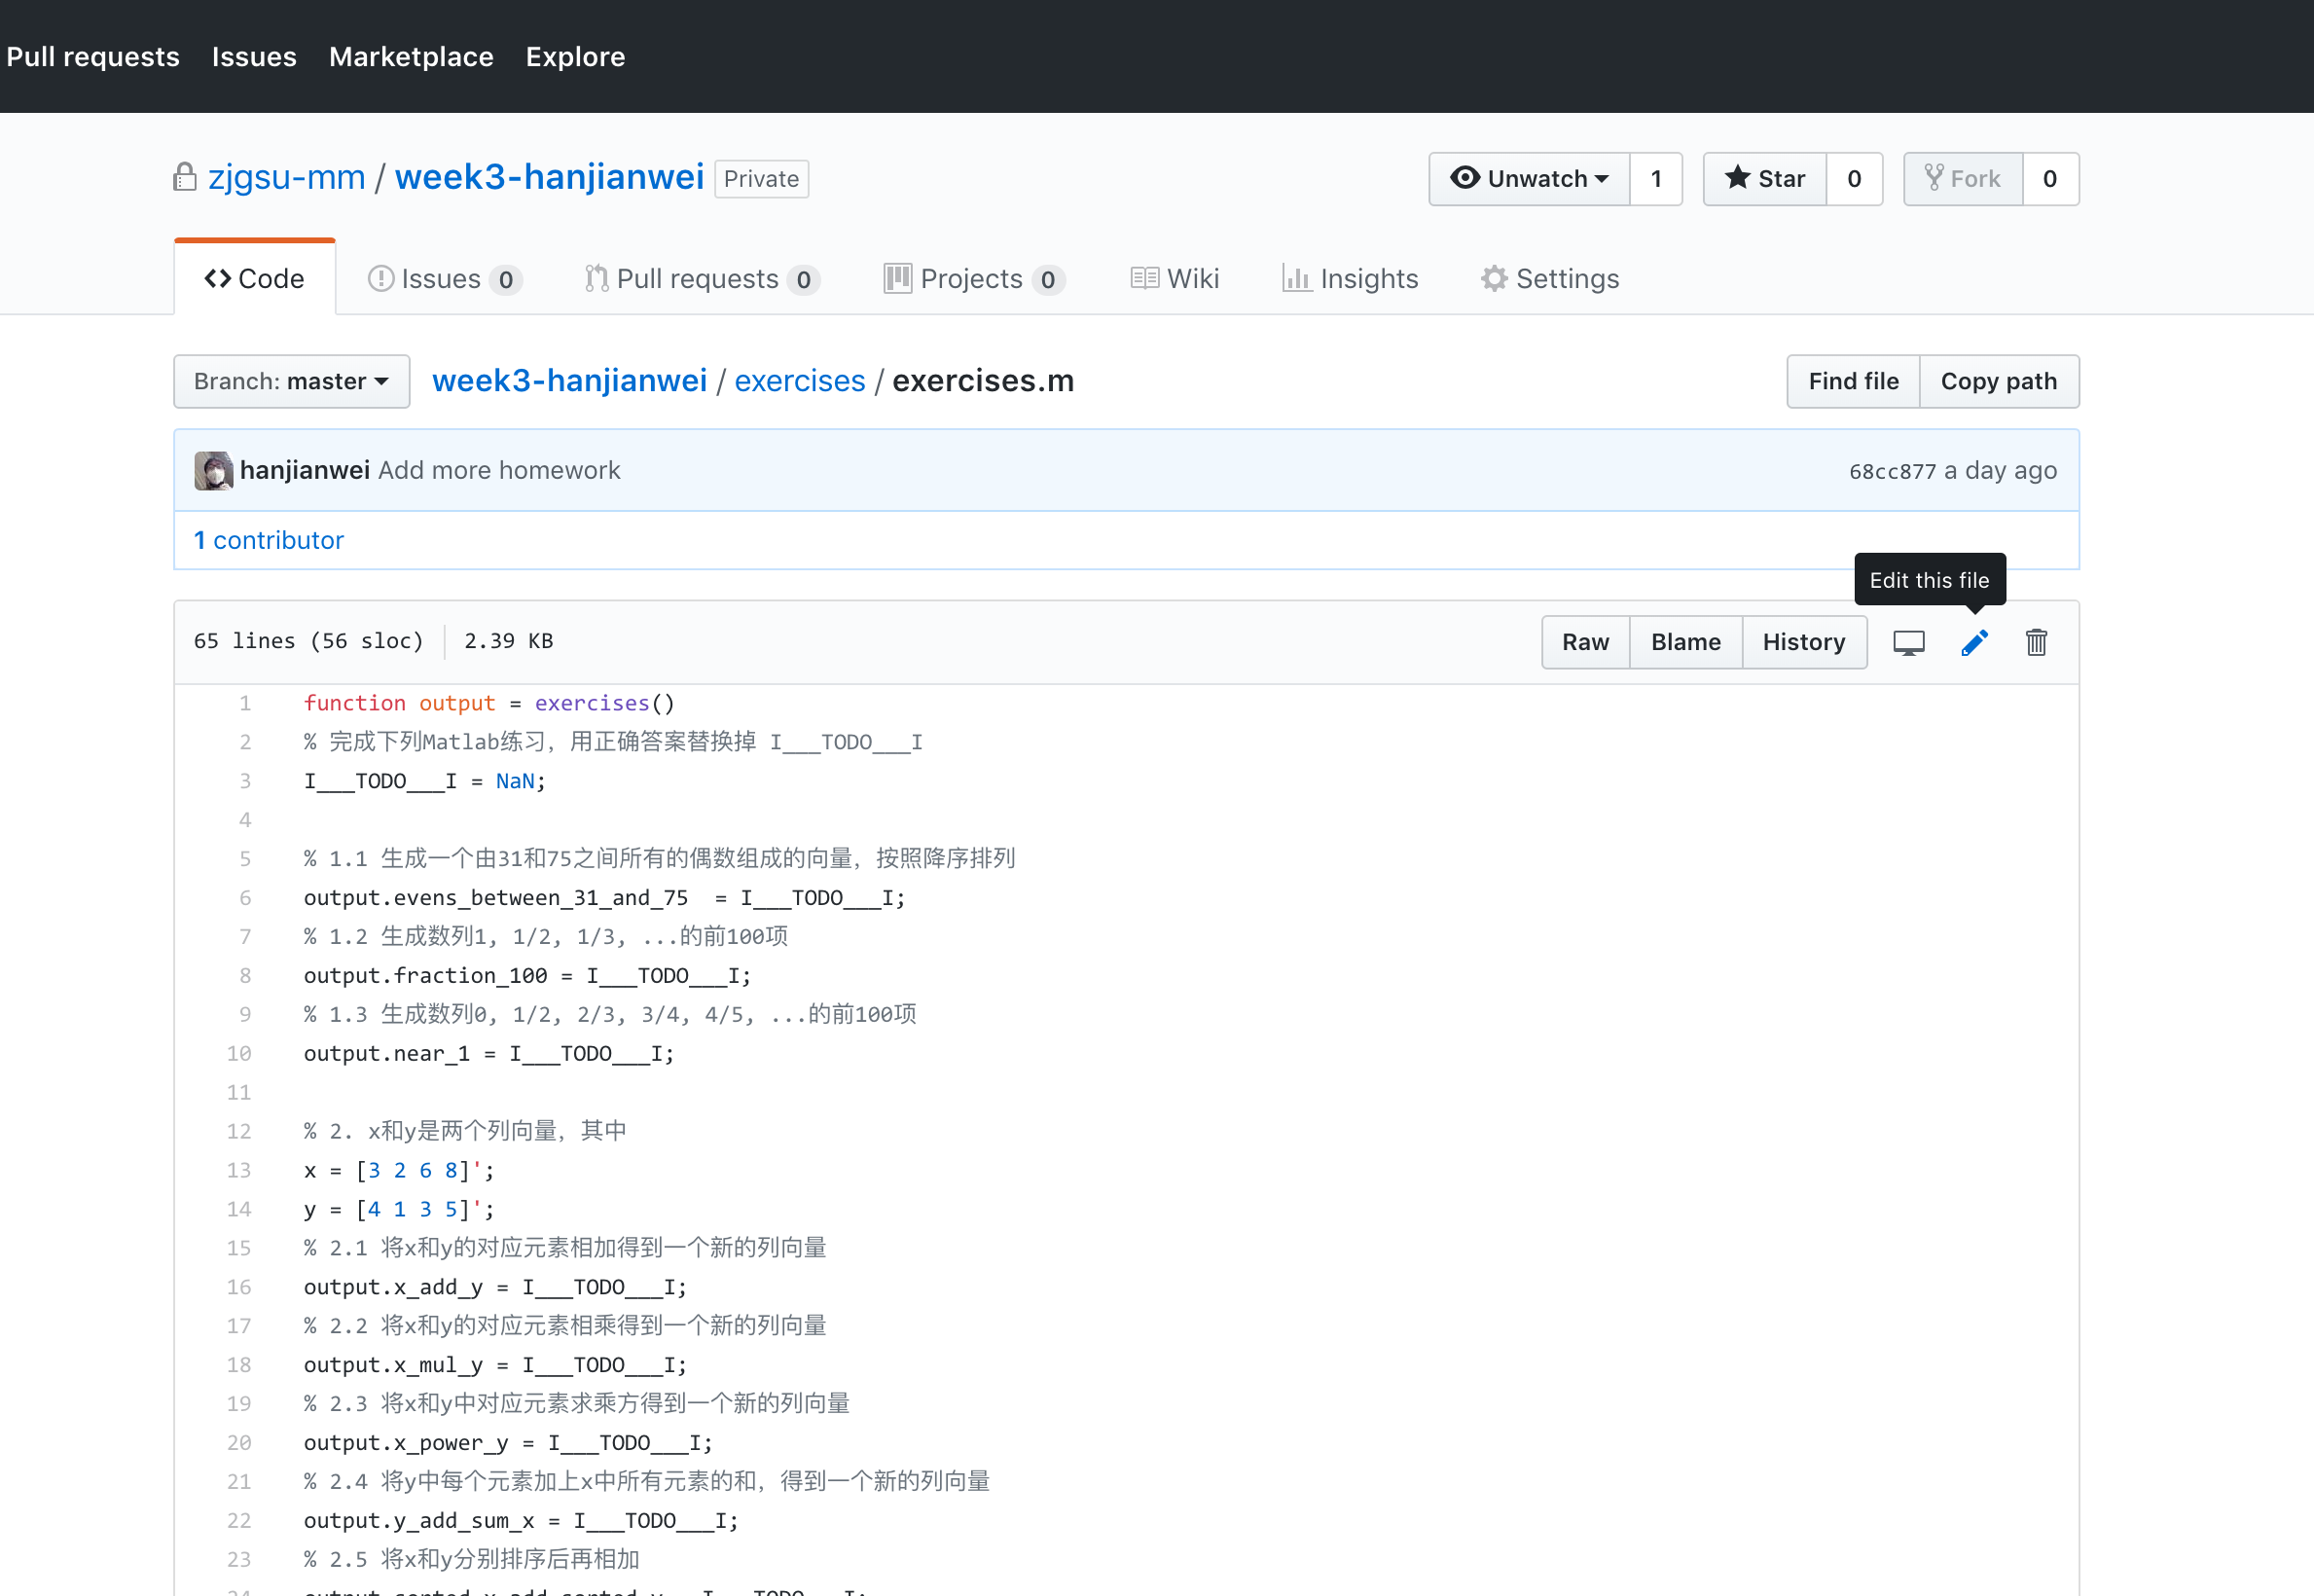 Pull requests Issues Marketplace Explore
zjgsu-mm / week3-hanjianwei Private Unwatch 1 Star 0 Fork 0
Code Issues 0 Pull requests 0 Projects 0 Wiki Insights Settings
Branch: master week3-hanjianwei / exercises / exercises.m Find file Copy path
hanjianwei Add more homework 68cc877 a day ago
1 contributor
Edit this file
65 lines (56 sloc) 2.39 KB Raw Blame History
1 function output = exercises()
2 % 完成下列Matlab练习，用正确答案替换掉 I___TODO___I
3 I___TODO___I = NaN;
4
5 % 1.1 生成一个由31和75之间所有的偶数组成的向量，按照降序排列
6 output.evens_between_31_and_75  = I___TODO___I;
7 % 1.2 生成数列1, 1/2, 1/3, ...的前100项
8 output.fraction_100 = I___TODO___I;
9 % 1.3 生成数列0, 1/2, 2/3, 3/4, 4/5, ...的前100项
10 output.near_1 = I___TODO___I;
11
12 % 2. x和y是两个列向量，其中
13 x = [3 2 6 8]';
14 y = [4 1 3 5]';
15 % 2.1 将x和y的对应元素相加得到一个新的列向量
16 output.x_add_y = I___TODO___I;
17 % 2.2 将x和y的对应元素相乘得到一个新的列向量
18 output.x_mul_y = I___TODO___I;
19 % 2.3 将x和y中对应元素求乘方得到一个新的列向量
20 output.x_power_y = I___TODO___I;
21 % 2.4 将y中每个元素加上x中所有元素的和，得到一个新的列向量
22 output.y_add_sum_x = I___TODO___I;
23 % 2.5 将x和y分别排序后再相加
24 output.sorted_x_add_sorted_y = I___TODO___I;